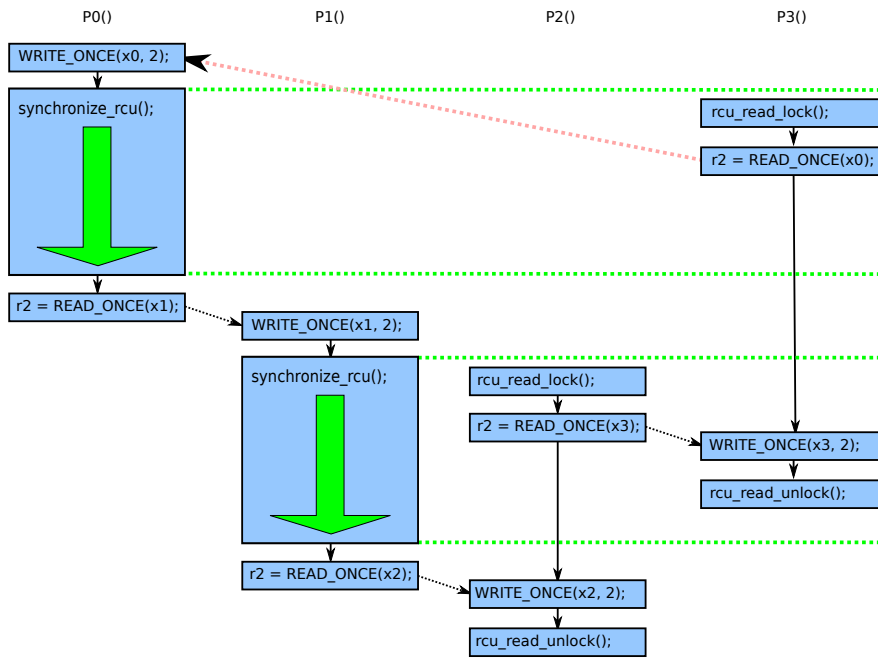 P0()
P1()
P2()
P3()
WRITE_ONCE(x0, 2);
synchronize_rcu();
rcu_read_lock();
r2 = READ_ONCE(x0);
r2 = READ_ONCE(x1);
WRITE_ONCE(x1, 2);
synchronize_rcu();
rcu_read_lock();
r2 = READ_ONCE(x3);
WRITE_ONCE(x3, 2);
rcu_read_unlock();
r2 = READ_ONCE(x2);
WRITE_ONCE(x2, 2);
rcu_read_unlock();